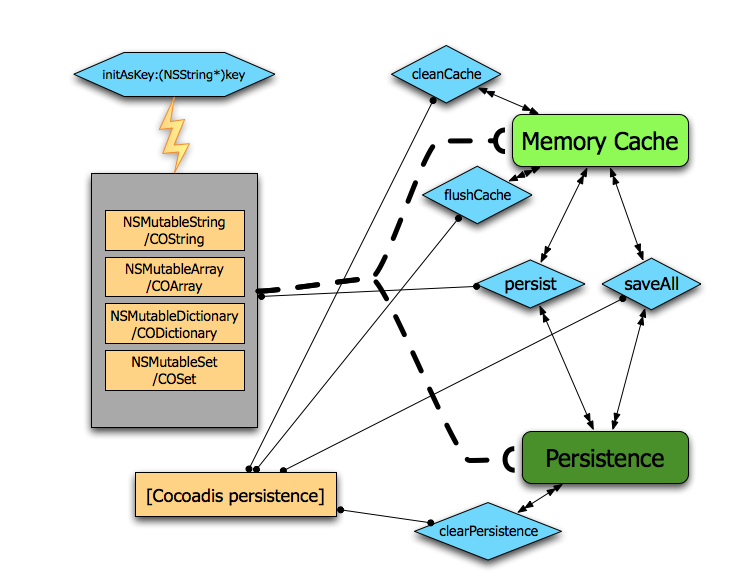 initAsKey:(NSString*)key
cleanCache
Memory Cache
flushCache
NSMutableString
/COString
NSMutableArray
/COArray
NSMutableDictionary
/CODictionary
NSMutableSet
/COSet
persist
saveAll
Persistence
[Cocoadis persistence]
clearPersistence